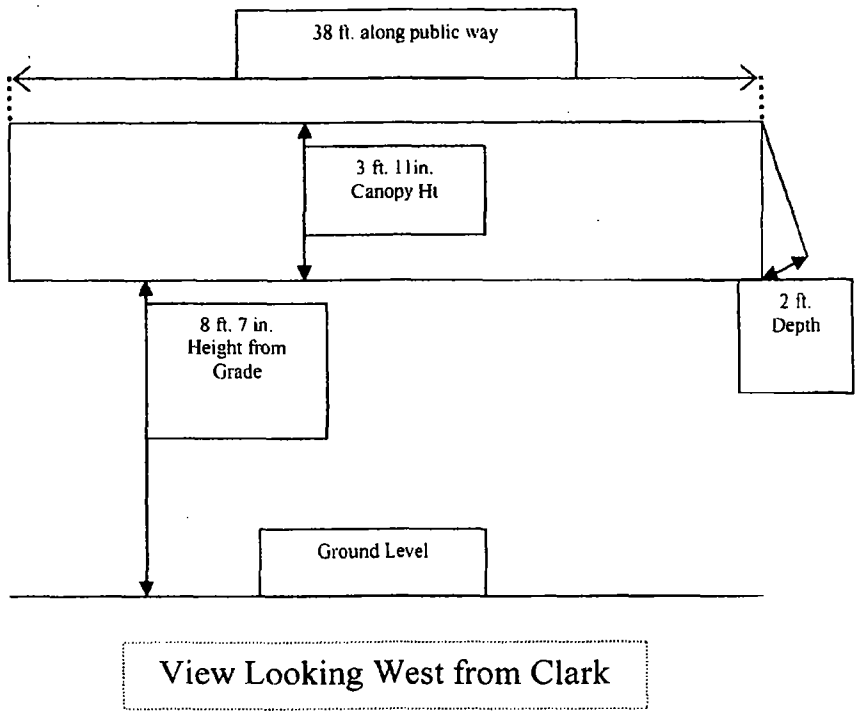 38 ft. along public way
3 ft. 11in.
Canopy Ht
8 ft. 7 in.
Height from
Grade
2 ft.
Depth
Ground Level
View Looking West from Clark